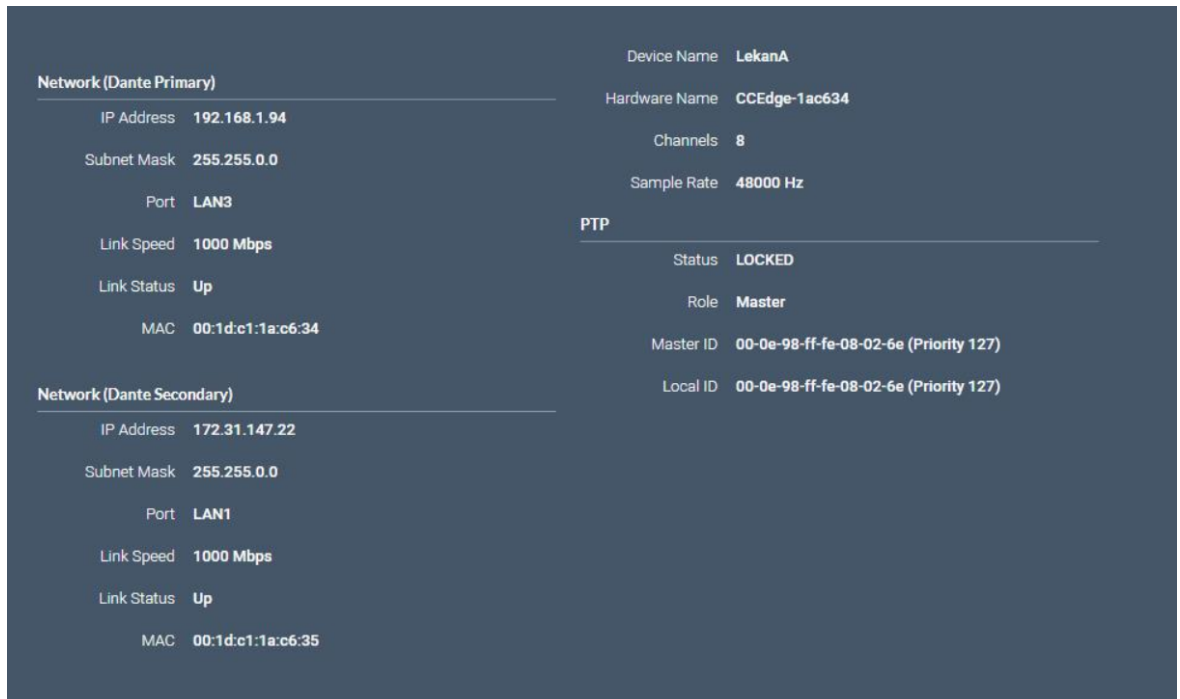 Network (Dante Primary)
IP Address 192.168.1.94
Subnet Mask 255.255.0.0
Port LAN3
Link Speed 1000 Mbps
Link Status Up
MAC 00:1d:c1:1a:c6:34
Network (Dante Secondary)
IP Address 172.31.147.22
Subnet Mask 255.255.0.0
Port LAN1
Link Speed 1000 Mbps
Link Status Up
MAC 00:1d:c1:1a:c6:35
Device Name LekanA
Hardware Name CCEdge-1ac634
Channels 8
Sample Rate 48000 Hz
PTP
Status LOCKED
Role Master
Master ID 00-0e-98-ff-fe-08-02-6e (Priority 127)
Local ID 00-0e-98-ff-fe-08-02-6e (Priority 127)